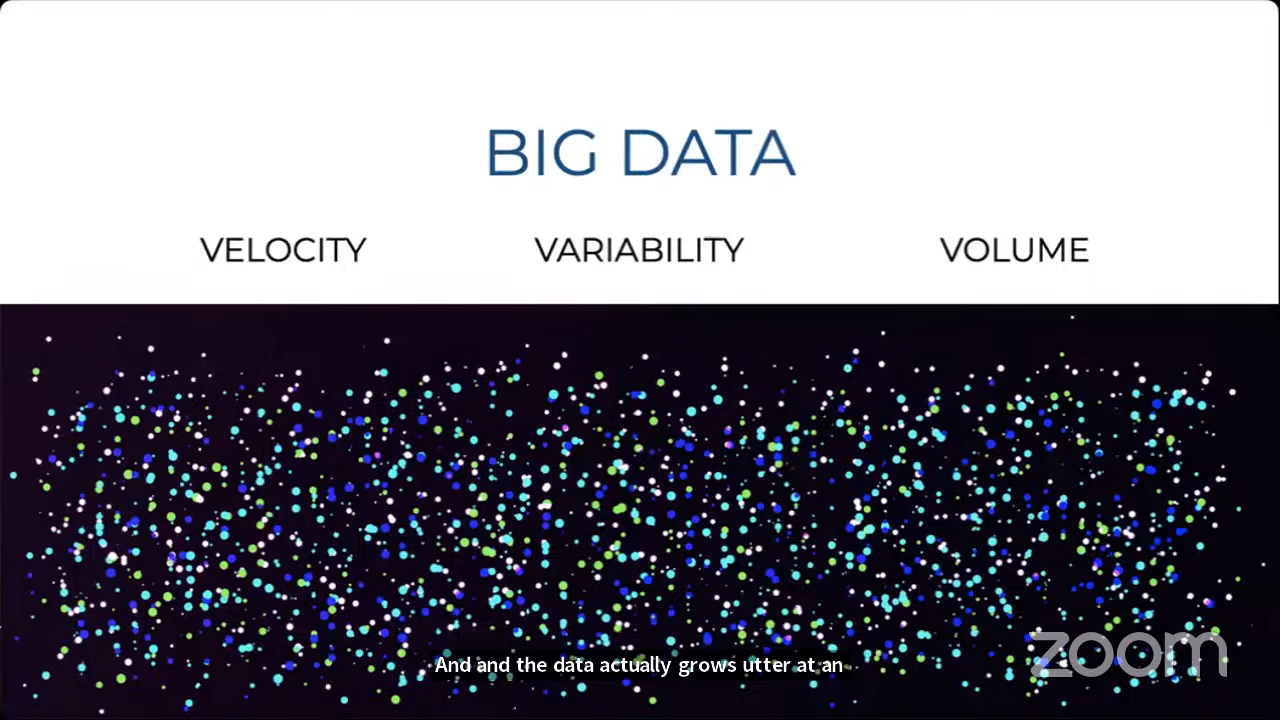 BIG DATA
VELOCITY VARIABILITY VOLUME
And and the data actually grows utter at an
zoom